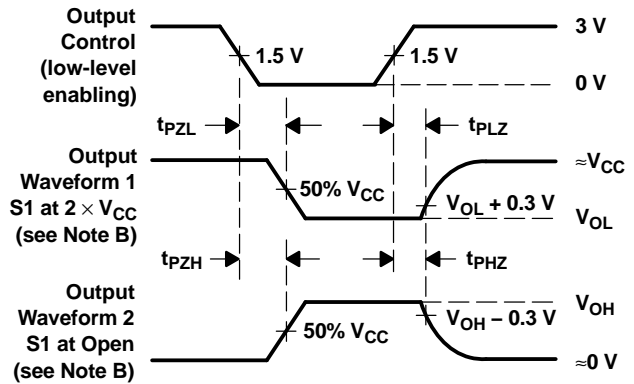 Output
Control
(low-level
enabling)
1.5 V
1.5 V
3 V
0 V
tPZL
tPLZ
Output
Waveform 1
S1 at 2 × VCC
(see Note B)
50% VCC
VOL + 0.3 V
≈VCC
VOL
tPZH
tPHZ
Output
Waveform 2
S1 at Open
(see Note B)
50% VCC
VOH − 0.3 V
VOH
≈0 V